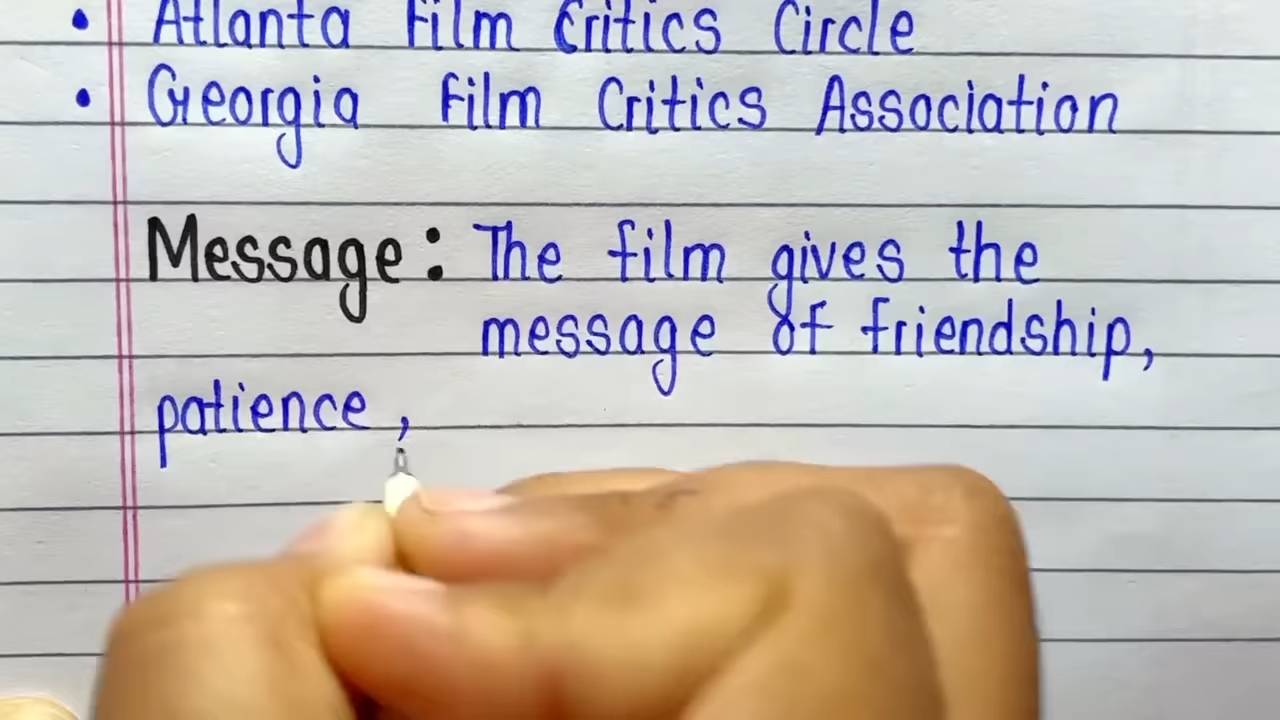 • Atlanta Film Critics Circle
• Georgia Film Critics Association
Message: The film gives the
message of friendship,
patience,